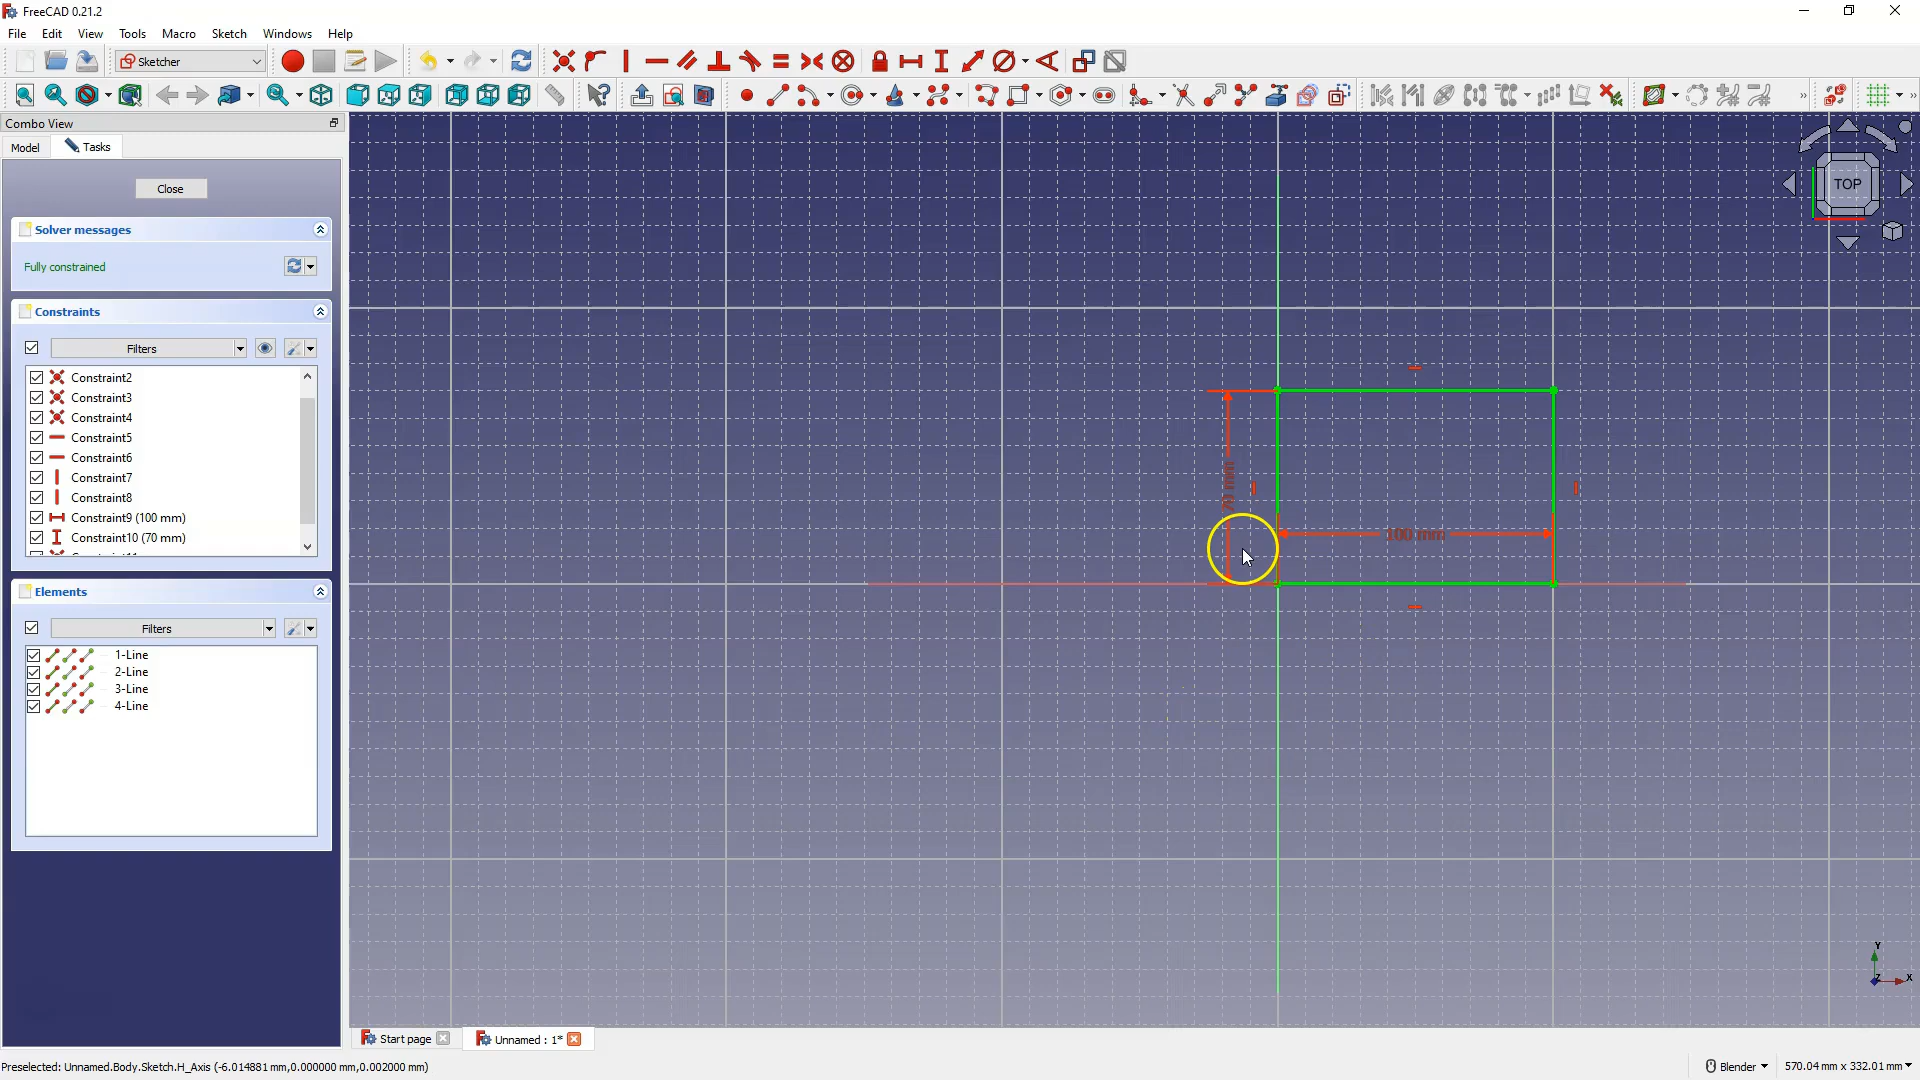 FreeCAD 0.21.2
File Edit View Tools Macro Sketch Windows Help
Sketcher
Combo View
Model Tasks
Close
Solver messages
Fully constrained
Constraints
Filters
Constraint2
Constraint3
Constraint4
Constraint5
Constraint6
Constraint7
Constraint8
Constraint9 (100 mm)
Constraint10 (70 mm)
Elements
Filters
1-Line
2-Line
3-Line
4-Line
TOP
70 mm
100 mm
Y
Z
X
Start page Unnamed : 1*
Preselected: Unnamed.Body.Sketch.H_Axis (-6.014881 mm,0.000000 mm,0.002000 mm)
Blender 570.04 mm x 332.01 mm